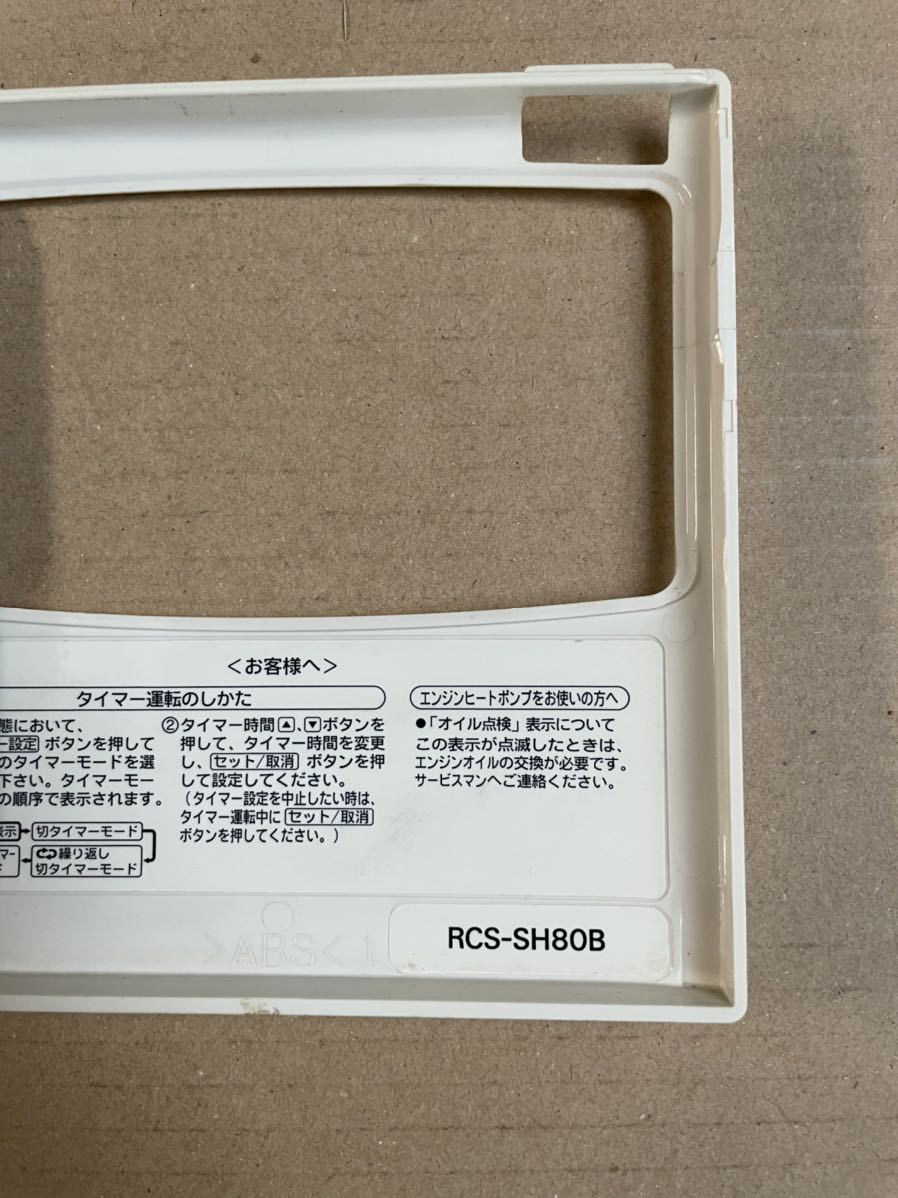 ＜お客様へ＞
タイマー運転のしかた
態において、
ー設定 ボタンを押して
のタイマーモードを選
下さい。タイマーモー
の順序で表示されます。
表示 切タイマーモード
マー 繰り返し
ド 切タイマーモード
②タイマー時間▲、▼ボタンを
押して、タイマー時間を変更
し、セット/取消 ボタンを押
して設定してください。
（タイマー設定を中止したい時は、
タイマー運転中に セット/取消
ボタンを押してください。）
エンジンヒートポンプをお使いの方へ
●「オイル点検」表示について
この表示が点滅したときは、
エンジンオイルの交換が必要です。
サービスマンへご連絡ください。
>ABS< 1
RCS-SH80B